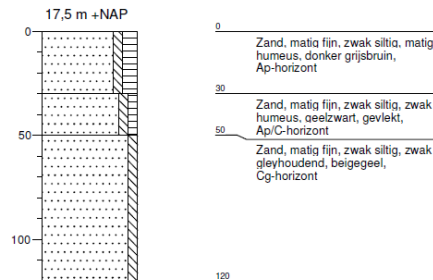 17,5 m +NAP
0
50
100
0
Zand, matig fijn, zwak siltig, matig
humeus, donker grijsbruin,
Ap-horizont
30
Zand, matig fijn, zwak siltig, zwak
humeus, geelzwart, gevlekt,
Ap/C-horizont
50
Zand, matig fijn, zwak siltig, zwak
gleyhoudend, beigegeel,
Cg-horizont
120